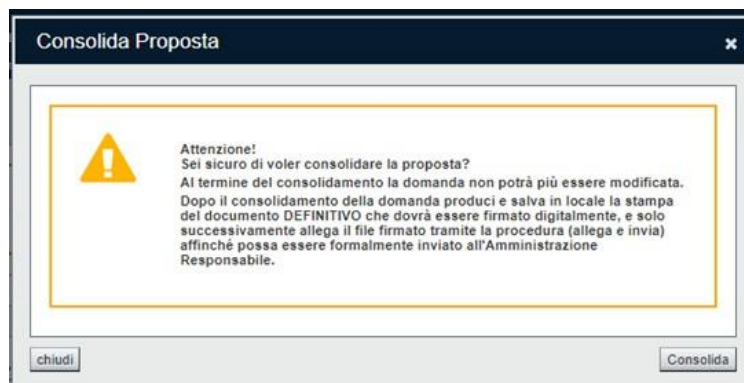 Consolida Proposta
Attenzione!
Sei sicuro di voler consolidare la proposta?
Al termine del consolidamento la domanda non potrà più essere modificata.
Dopo il consolidamento della domanda produci e salva in locale la stampa
del documento DEFINITIVO che dovrà essere firmato digitalmente, e solo
successivamente allega il file firmato tramite la procedura (allega e invia)
affinché possa essere formalmente inviato all'Amministrazione
Responsabile.
chiudi
Consolida